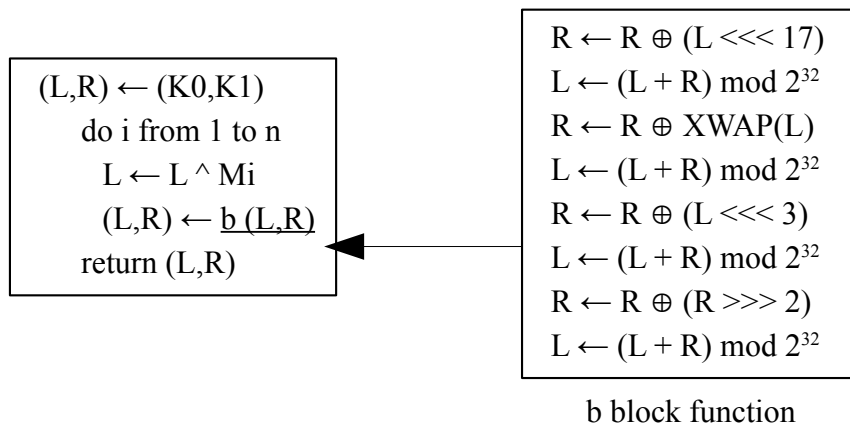 (L,R) ← (K0,K1)
do i from 1 to n
L ← L ^ Mi
(L,R) ← b (L,R)
return (L,R)
R ← R ⊕ (L <<< 17)
L ← (L + R) mod 2³²
R ← R ⊕ XWAP(L)
L ← (L + R) mod 2³²
R ← R ⊕ (L <<< 3)
L ← (L + R) mod 2³²
R ← R ⊕ (R >>> 2)
L ← (L + R) mod 2³²
b block function